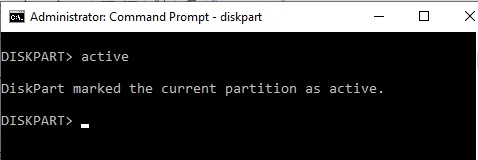 Administrator: Command Prompt - diskpart
DISKPART> active
DiskPart marked the current partition as active.
DISKPART>